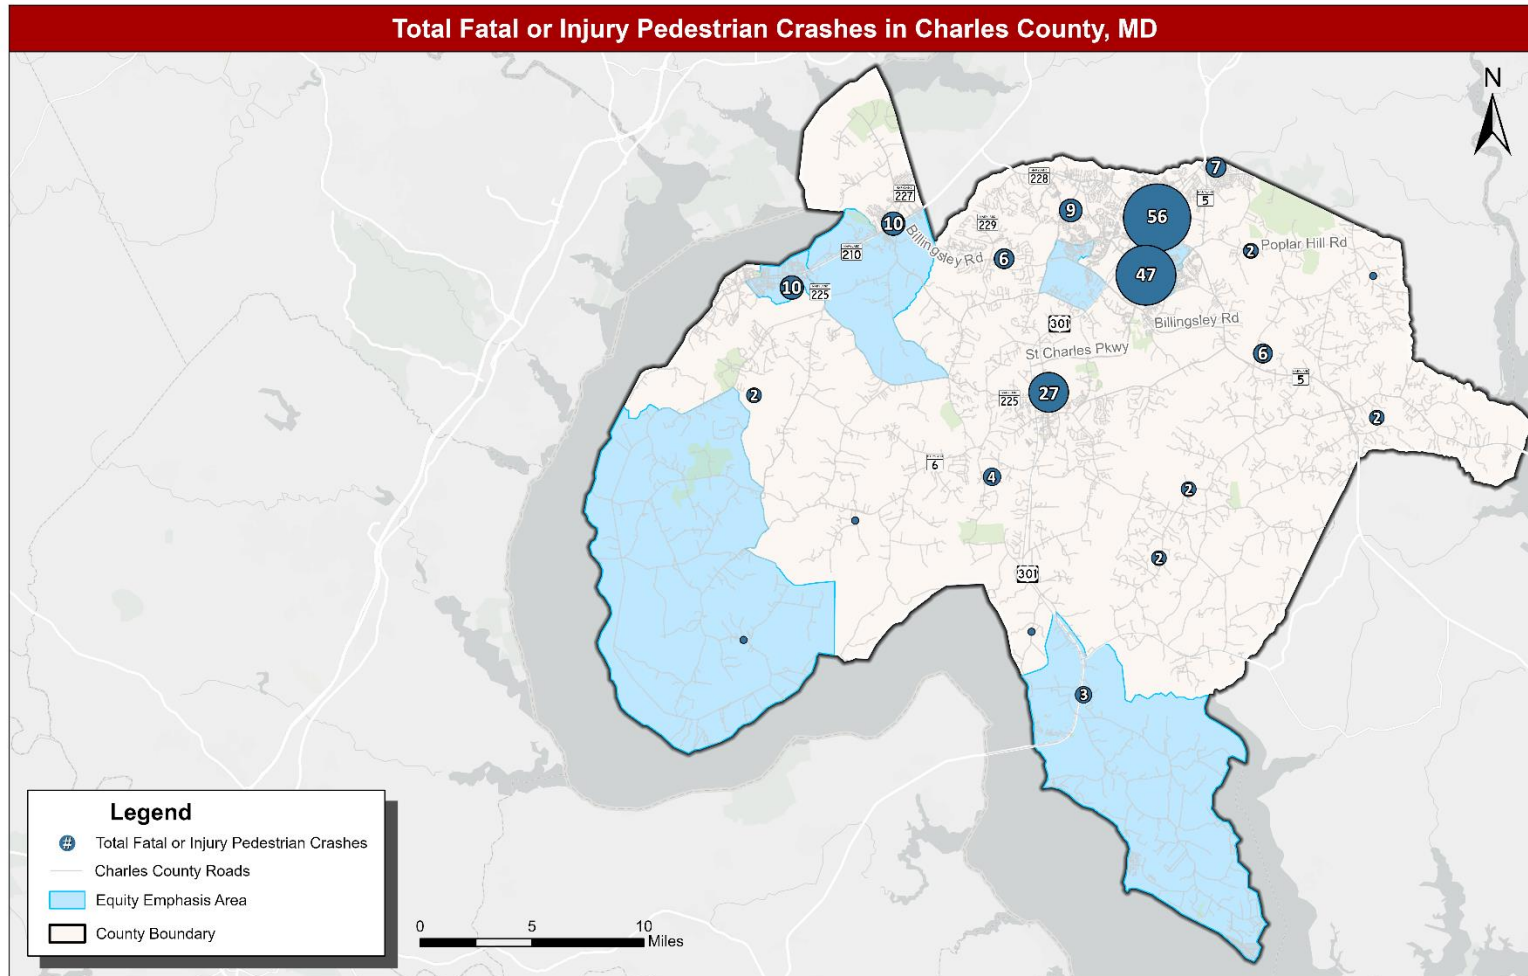 Total Fatal or Injury Pedestrian Crashes in Charles County, MD
N
7
228
227
5
9
56
10
229
Billingsley Rd
2
Poplar Hill Rd
210
6
47
10
225
Billingsley Rd
301
St Charles Pkwy
6
5
2
27
225
2
6
4
2
2
301
3
Legend
# Total Fatal or Injury Pedestrian Crashes
Charles County Roads
Equity Emphasis Area
County Boundary
0 5 10
Miles